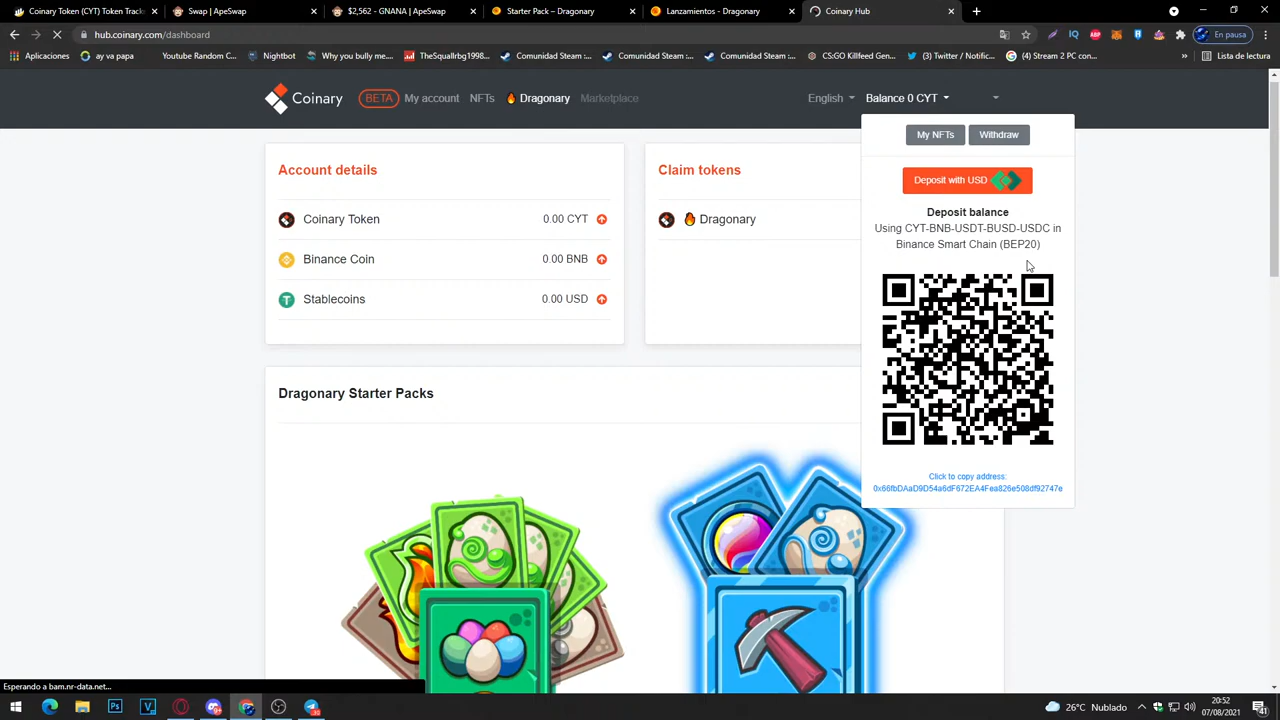 Coinary Token (CYT) Token Track
Swap | ApeSwap
$2,562 - GNANA | ApeSwap
Starter Pack – Dragonary
Lanzamientos - Dragonary
Coinary Hub
hub.coinary.com/dashboard
En pausa
Aplicaciones
ay va papa
Youtube Custom C...
Nightbot
Why you bully me....
TheSquallrbg1998...
Comunidad Steam :...
Comunidad Steam :...
Comunidad Steam :...
CS:GO Killfeed Gen...
(3) Twitter / Notific...
(4) Stream 2 PC con...
Lista de lectura
Coinary
BETA
My account
NFTs
Dragonary
Marketplace
English
Balance 0 CYT
My NFTs
Withdraw
Account details
Claim tokens
Deposit with USD
Coinary Token
0.00 CYT
Dragonary
Deposit balance
Using CYT-BNB-USDT-BUSD-USDC in
Binance Smart Chain (BEP20)
Binance Coin
0.00 BNB
Stablecoins
0.00 USD
Dragonary Starter Packs
Click to copy address:
0x66fbDAaD9D54a6dF672EA4Fea826e508df92747e
Esperando a bam.nr-data.net...
26°C Nublado
20:52
07/08/2021